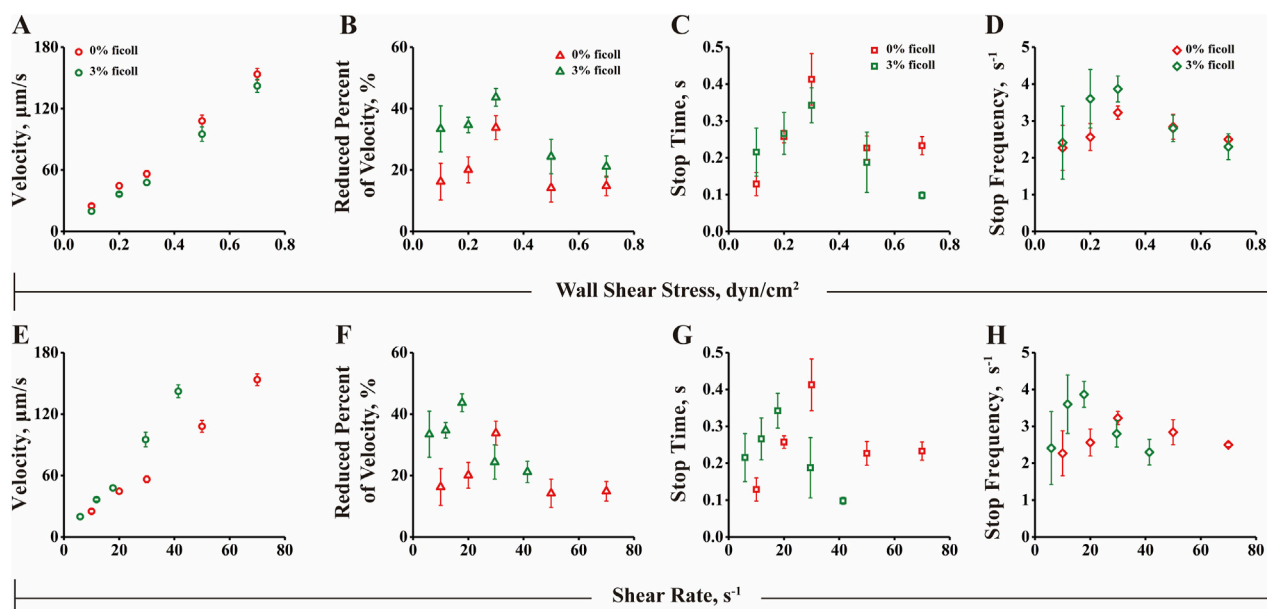 A
Velocity, µm/s
180
120
60
0
0.0 0.2 0.4 0.6 0.8
0% ficoll
3% ficoll
B
Reduced Percent
of Velocity, %
60
40
20
0
0.0 0.2 0.4 0.6 0.8
0% ficoll
3% ficoll
C
Stop Time, s
0.5
0.4
0.3
0.2
0.1
0.0
0.0 0.2 0.4 0.6 0.8
0% ficoll
3% ficoll
D
Stop Frequency, s-1
5
4
3
2
1
0
0.0 0.2 0.4 0.6 0.8
0% ficoll
3% ficoll
Wall Shear Stress, dyn/cm2
E
Velocity, µm/s
180
120
60
0
0 20 40 60 80
F
Reduced Percent
of Velocity, %
60
40
20
0
0 20 40 60 80
G
Stop Time, s
0.5
0.4
0.3
0.2
0.1
0.0
0 20 40 60 80
H
Stop Frequency, s-1
5
4
3
2
1
0
0 20 40 60 80
Shear Rate, s-1